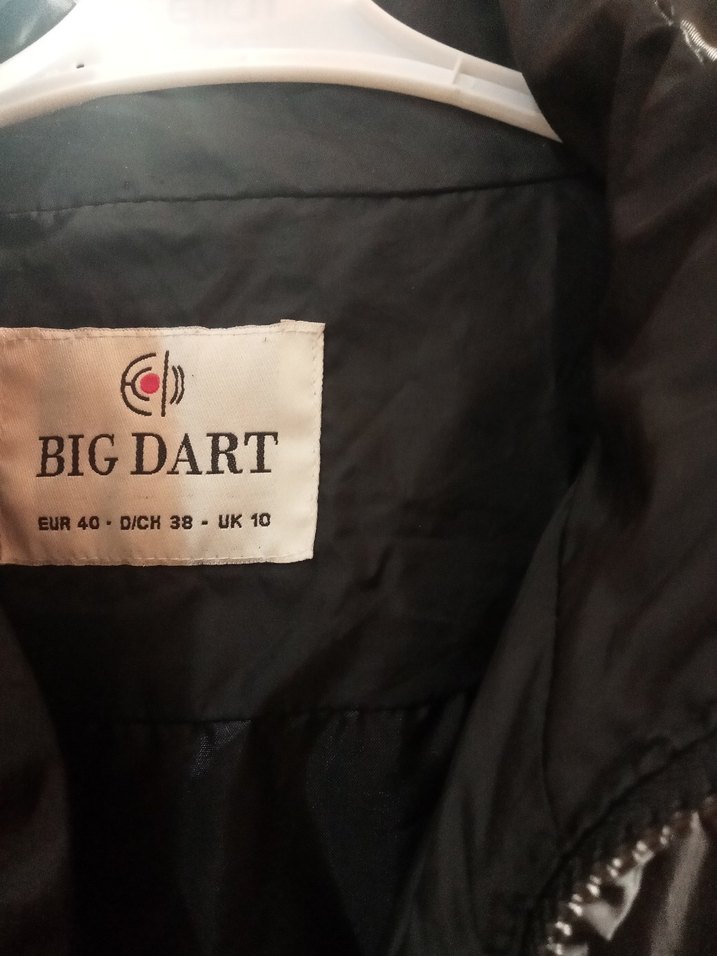 BIG DART
EUR 40 · D/CH 38 - UK 10